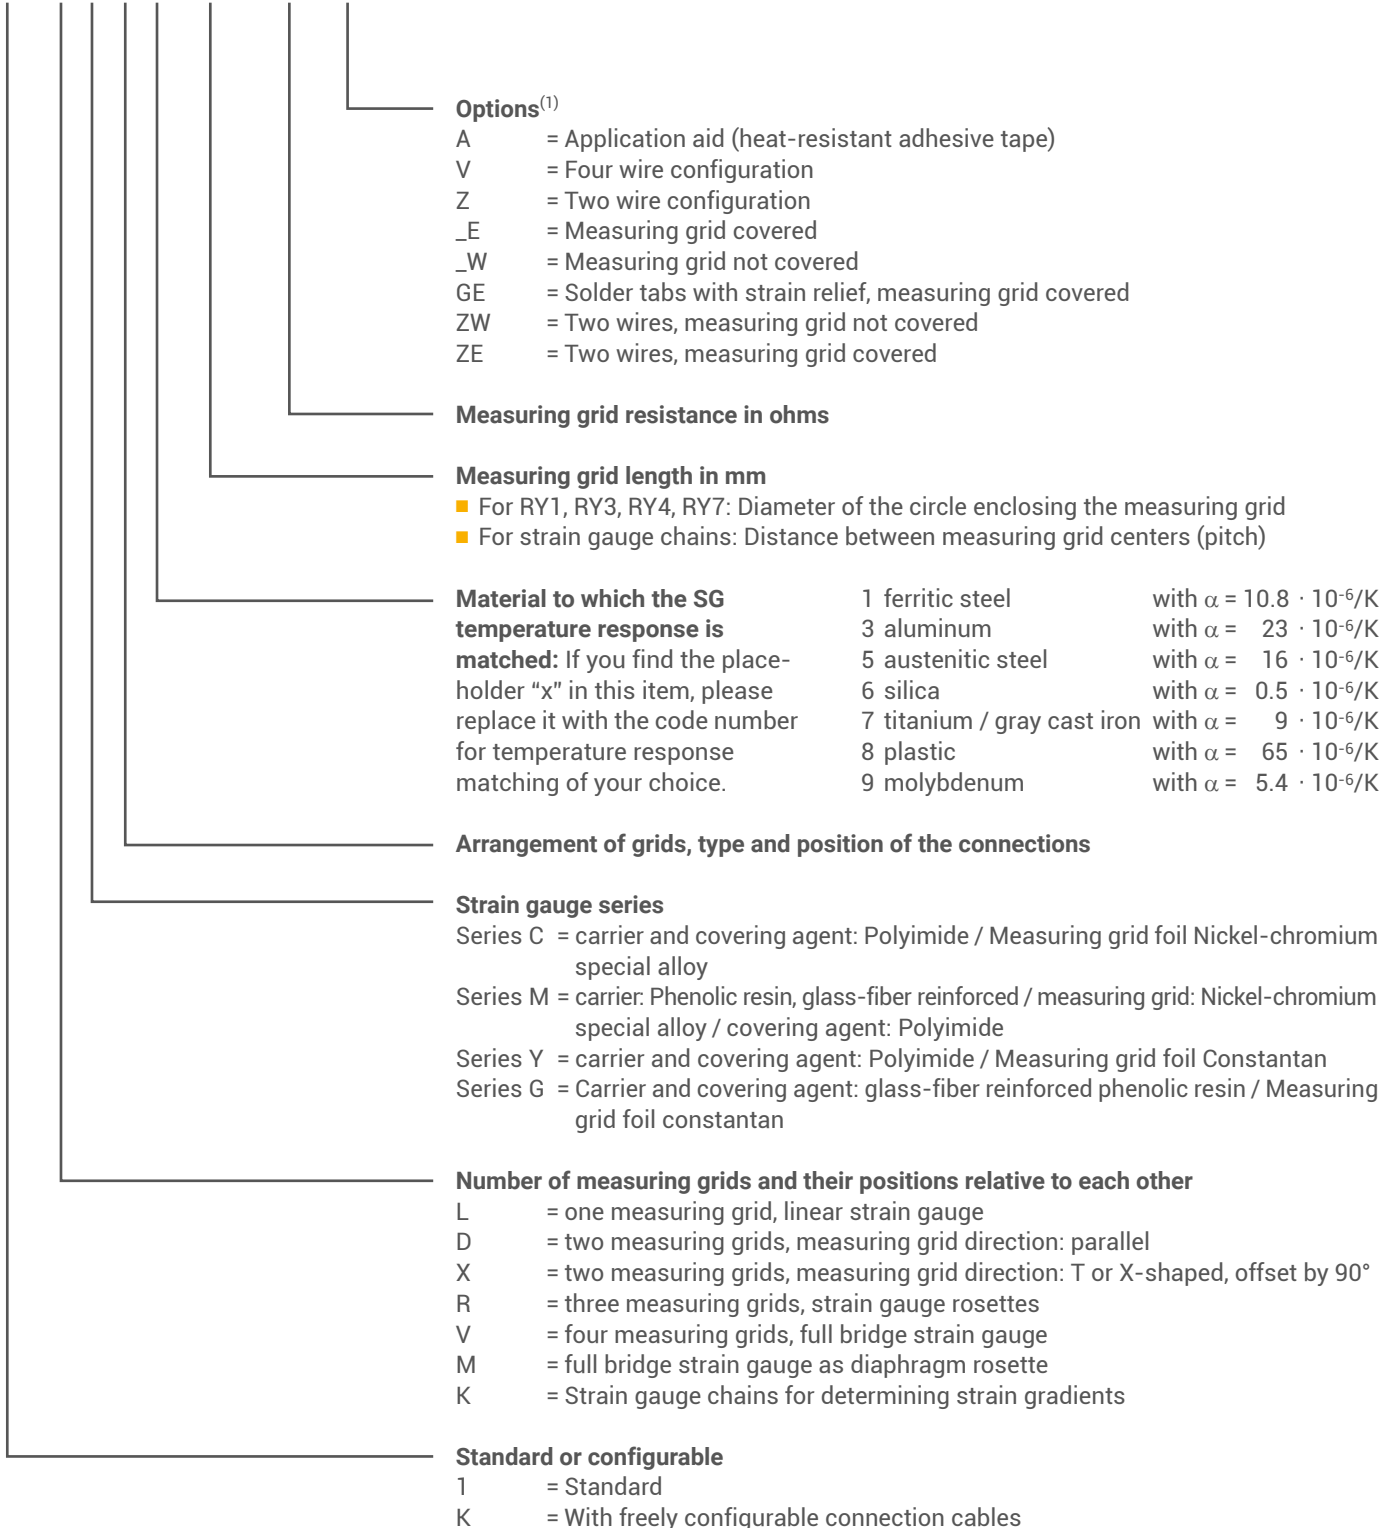 Options(1)
A = Application aid (heat-resistant adhesive tape)
V = Four wire configuration
Z = Two wire configuration
_E = Measuring grid covered
_W = Measuring grid not covered
GE = Solder tabs with strain relief, measuring grid covered
ZW = Two wires, measuring grid not covered
ZE = Two wires, measuring grid covered
Measuring grid resistance in ohms
Measuring grid length in mm
■ For RY1, RY3, RY4, RY7: Diameter of the circle enclosing the measuring grid
■ For strain gauge chains: Distance between measuring grid centers (pitch)
Material to which the SG 1 ferritic steel with α = 10.8 · 10⁻⁶/K
temperature response is 3 aluminum with α = 23 · 10⁻⁶/K
matched: If you find the place- 5 austenitic steel with α = 16 · 10⁻⁶/K
holder “x” in this item, please 6 silica with α = 0.5 · 10⁻⁶/K
replace it with the code number 7 titanium / gray cast iron with α = 9 · 10⁻⁶/K
for temperature response 8 plastic with α = 65 · 10⁻⁶/K
matching of your choice. 9 molybdenum with α = 5.4 · 10⁻⁶/K
Arrangement of grids, type and position of the connections
Strain gauge series
Series C = carrier and covering agent: Polyimide / Measuring grid foil Nickel-chromium
special alloy
Series M = carrier: Phenolic resin, glass-fiber reinforced / measuring grid: Nickel-chromium
special alloy / covering agent: Polyimide
Series Y = carrier and covering agent: Polyimide / Measuring grid foil Constantan
Series G = Carrier and covering agent: glass-fiber reinforced phenolic resin / Measuring
grid foil constantan
Number of measuring grids and their positions relative to each other
L = one measuring grid, linear strain gauge
D = two measuring grids, measuring grid direction: parallel
X = two measuring grids, measuring grid direction: T or X-shaped, offset by 90°
R = three measuring grids, strain gauge rosettes
V = four measuring grids, full bridge strain gauge
M = full bridge strain gauge as diaphragm rosette
K = Strain gauge chains for determining strain gradients
Standard or configurable
1 = Standard
K = With freely configurable connection cables